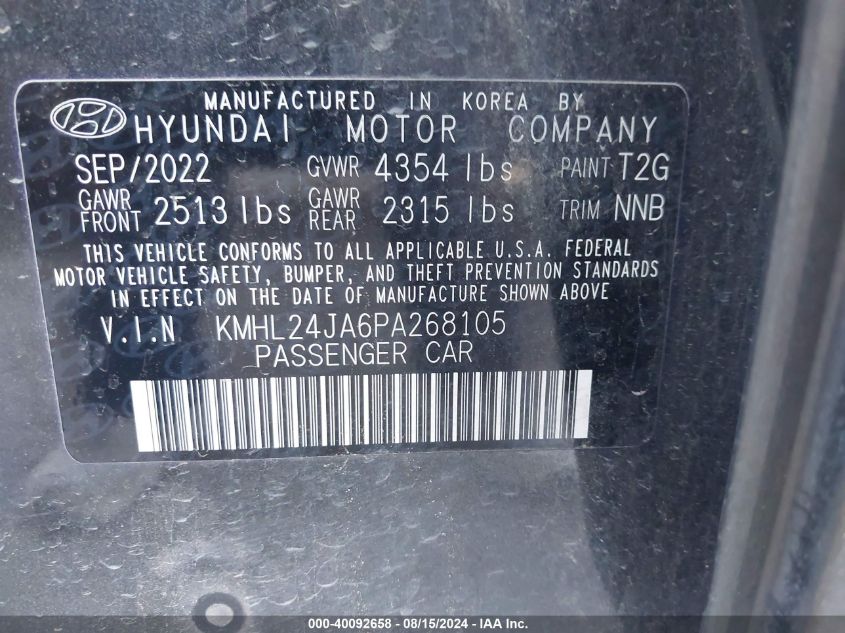 MANUFACTURED IN KOREA BY
HYUNDAI MOTOR COMPANY
SEP/2022 GVWR 4354 lbs PAINT T2G
GAWR FRONT 2513 lbs GAWR REAR 2315 lbs TRIM NNB
THIS VEHICLE CONFORMS TO ALL APPLICABLE U.S.A. FEDERAL
MOTOR VEHICLE SAFETY, BUMPER, AND THEFT PREVENTION STANDARDS
IN EFFECT ON THE DATE OF MANUFACTURE SHOWN ABOVE
V.I.N KMHL24JA6PA268105
PASSENGER CAR
000-40092658 - 08/15/2024 - IAA Inc.